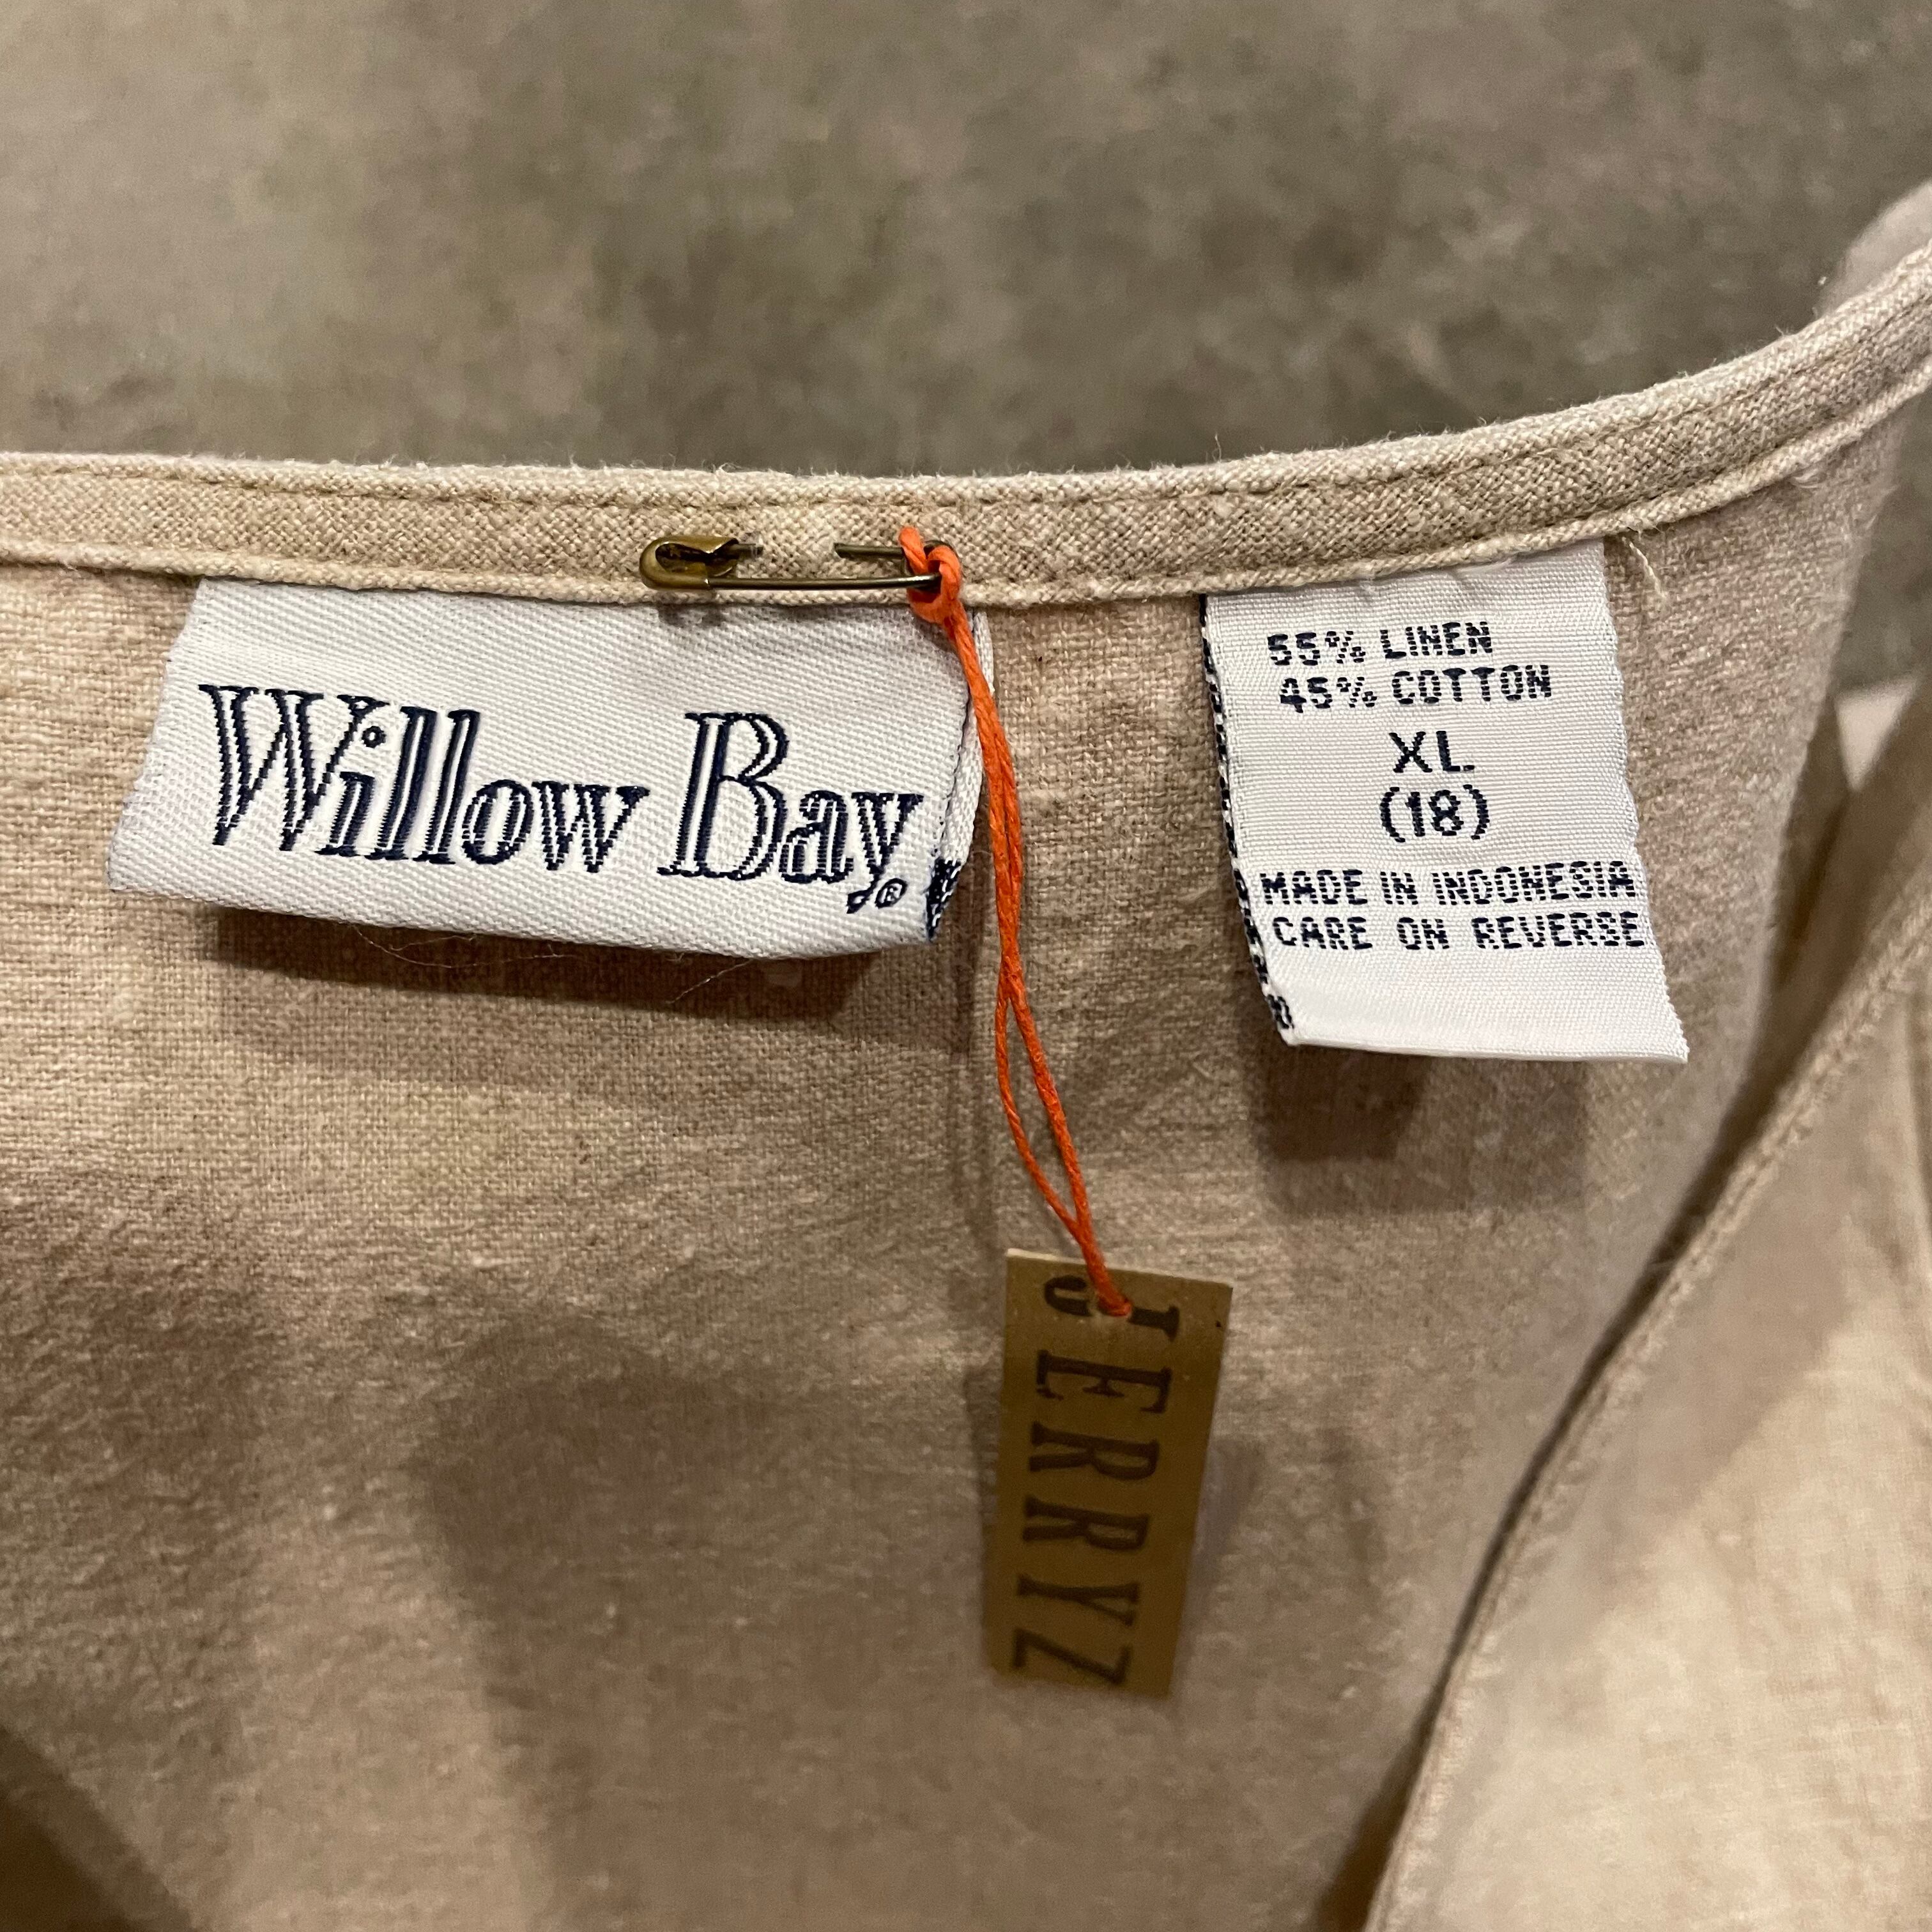 Willow Bay®
55% LINEN
45% COTTON
XL
(18)
MADE IN INDONESIA
CARE ON REVERSE
JERRYZ